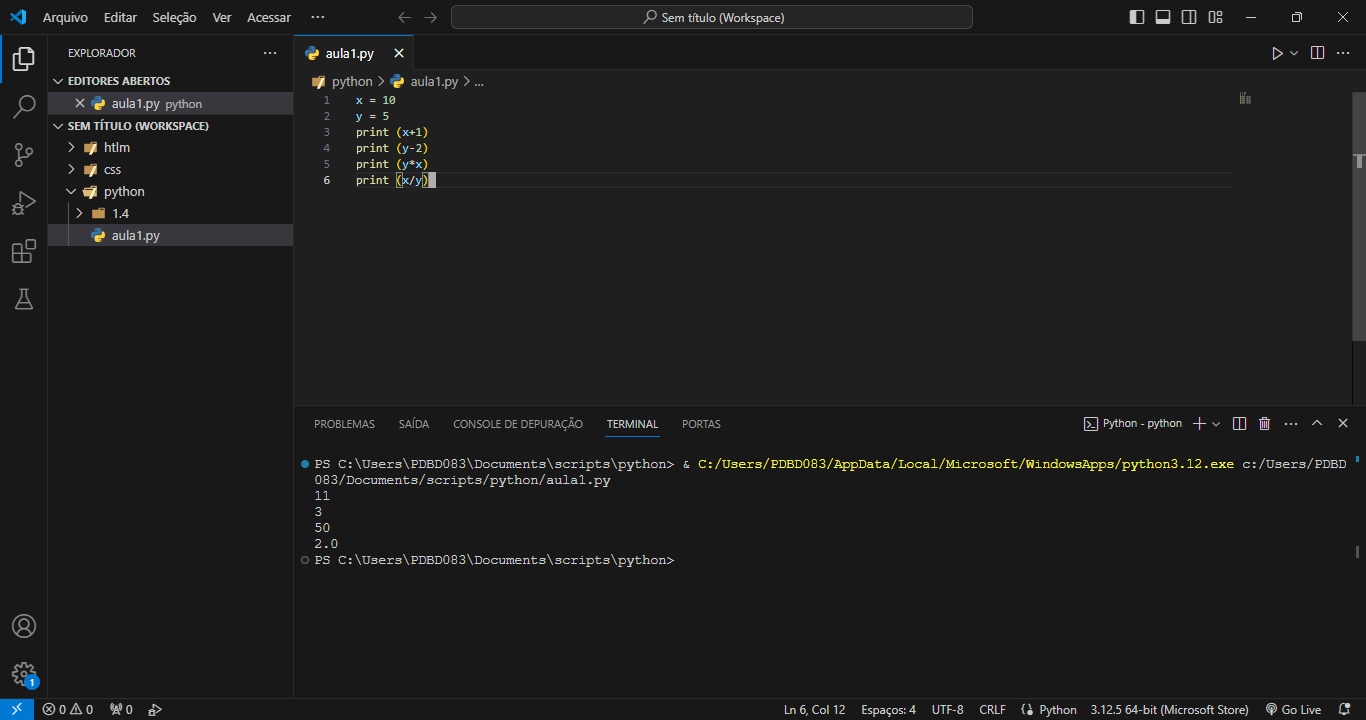 Arquivo Editar Seleção Ver Acessar ··· Sem título (Workspace)
EXPLORADOR ···
EDITORES ABERTOS
aula1.py python
SEM TÍTULO (WORKSPACE)
htlm
css
python
1.4
aula1.py
aula1.py
python > aula1.py > ...
1 x = 10
2 y = 5
3 print (x+1)
4 print (y-2)
5 print (y*x)
6 print (x/y)
PROBLEMAS SAÍDA CONSOLE DE DEPURAÇÃO TERMINAL PORTAS Python - python
PS C:\Users\PDBD083\Documents\scripts\python> & C:/Users/PDBD083/AppData/Local/Microsoft/WindowsApps/python3.12.exe c:/Users/PDBD
083/Documents/scripts/python/aula1.py
11
3
50
2.0
PS C:\Users\PDBD083\Documents\scripts\python>
1
0 0 0 Ln 6, Col 12 Espaços: 4 UTF-8 CRLF Python 3.12.5 64-bit (Microsoft Store) Go Live